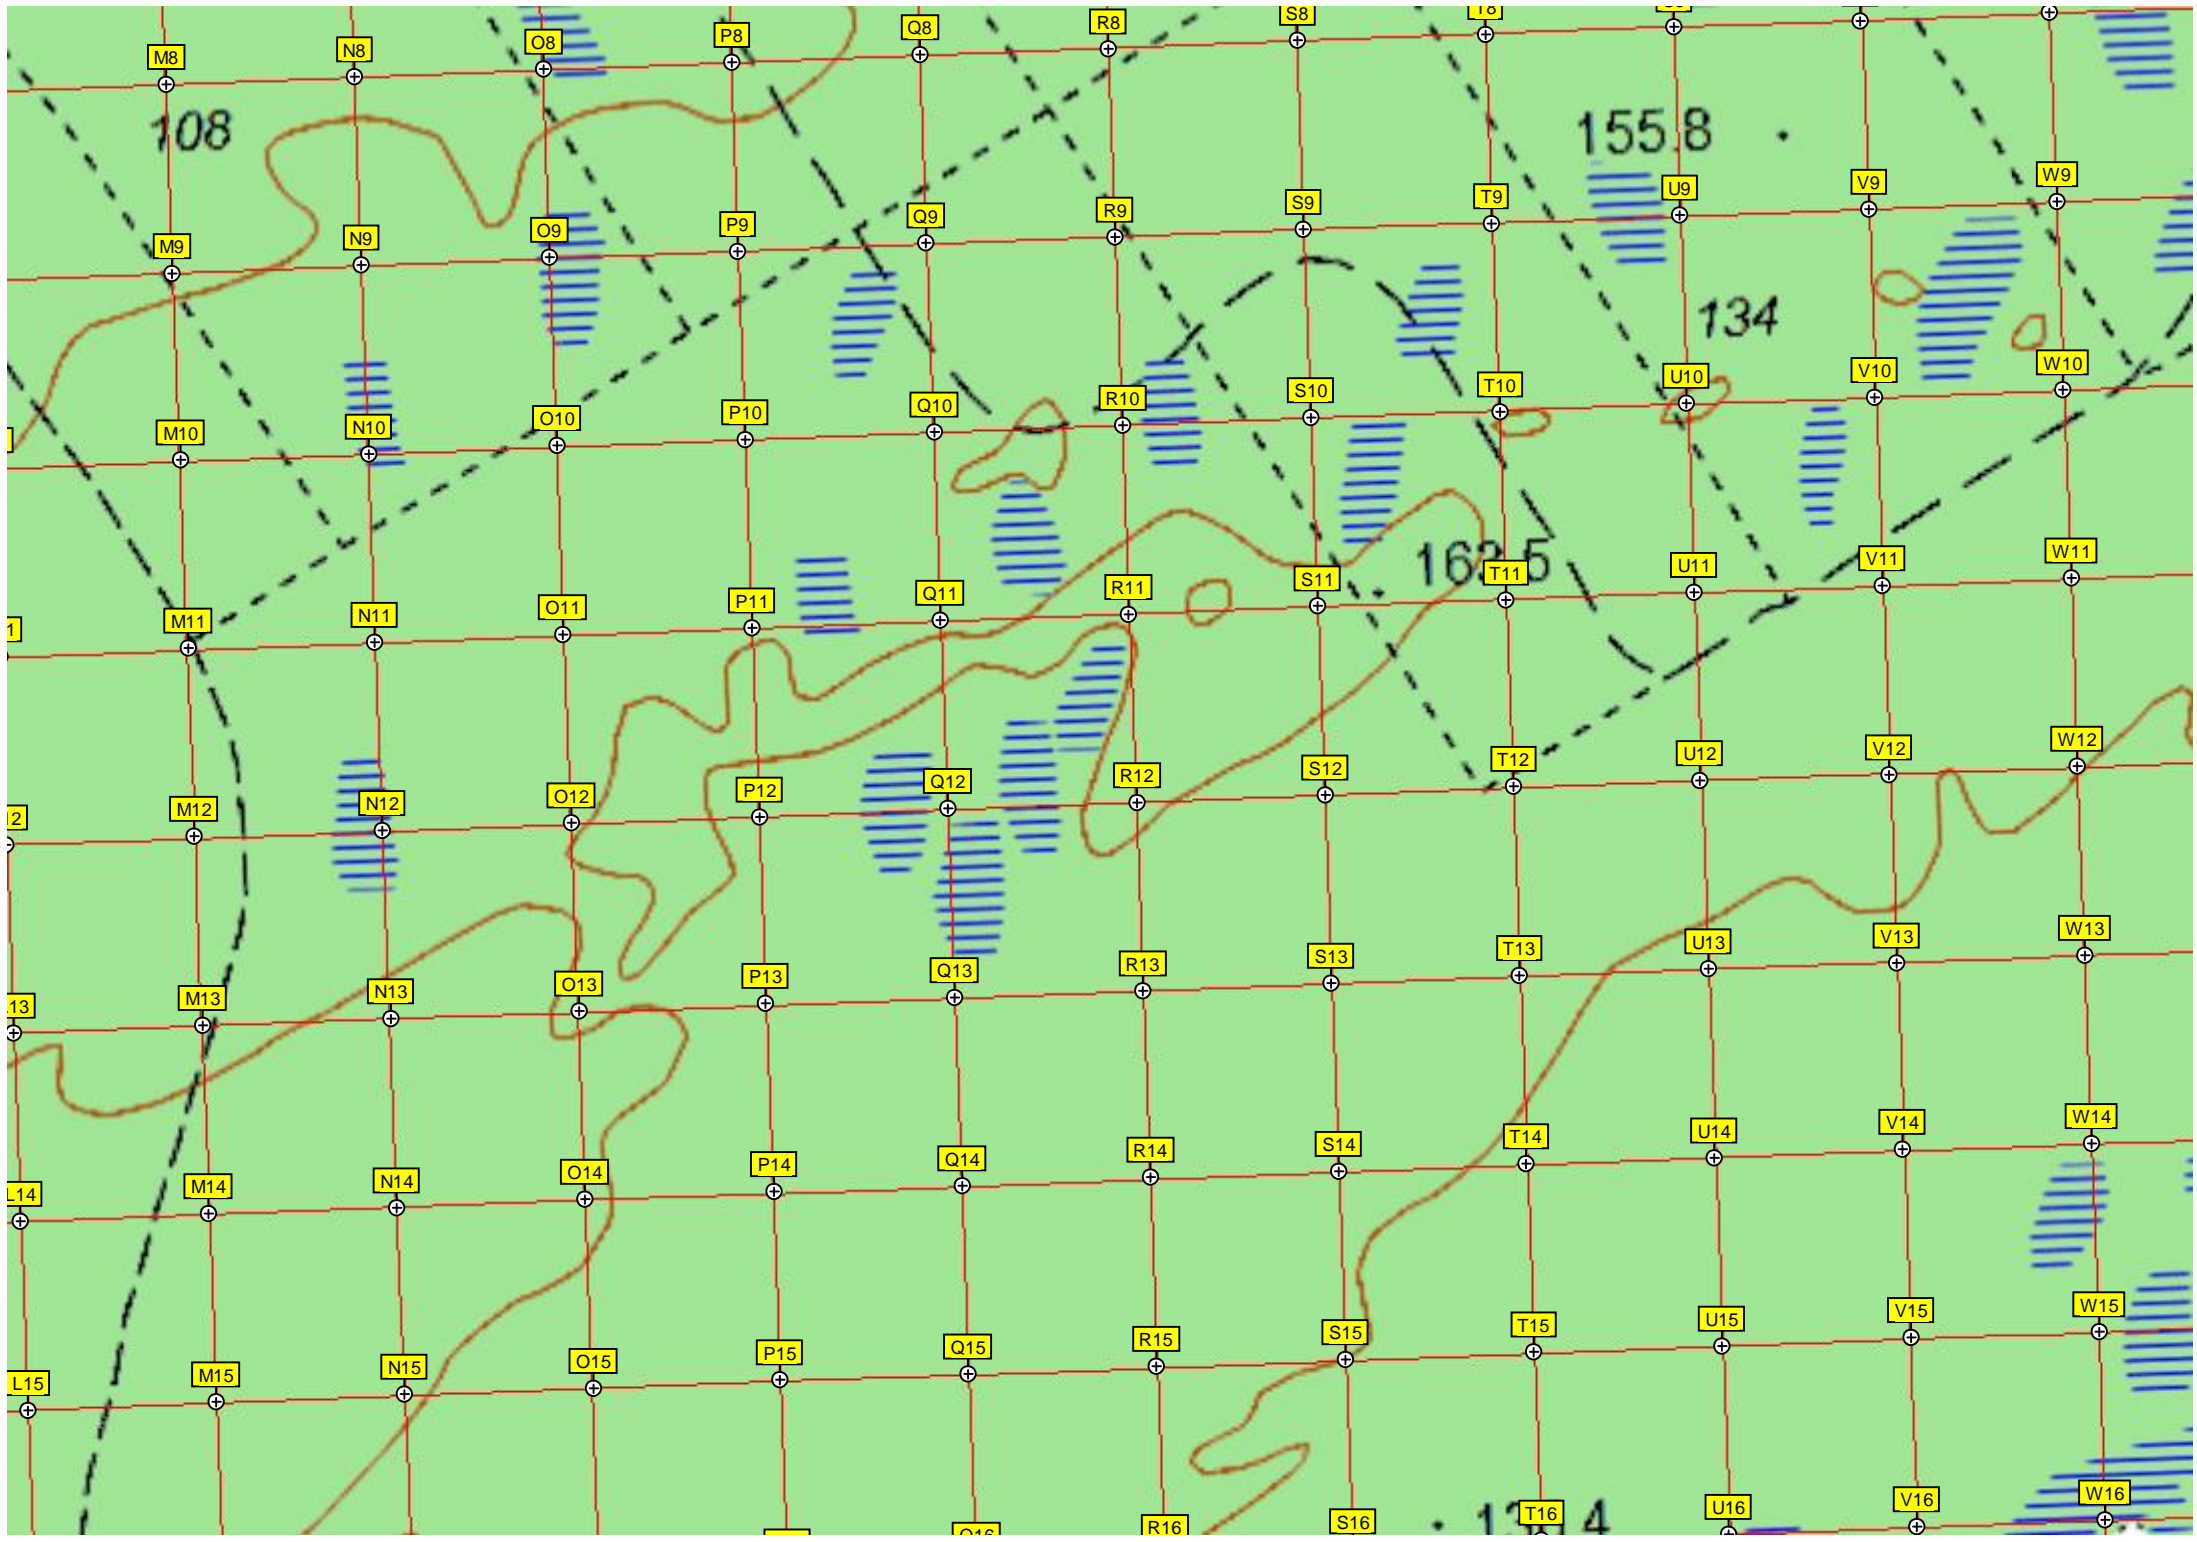 M8 N8 O8 P8 Q8 R8 S8 T8
108 155.8
M9 N9 O9 P9 Q9 R9 S9 T9 U9 V9 W9
134
M10 N10 O10 P10 Q10 R10 S10 T10 U10 V10 W10
M11 N11 O11 P11 Q11 R11 S11 T11 U11 V11 W11
M12 N12 O12 P12 Q12 R12 S12 T12 U12 V12 W12
M13 N13 O13 P13 Q13 R13 S13 T13 U13 V13 W13
L14 M14 N14 O14 P14 Q14 R14 S14 T14 U14 V14 W14
L15 M15 N15 O15 P15 Q15 R15 S15 T15 U15 V15 W15
Q16 R16 S16 T16 U16 V16 W16